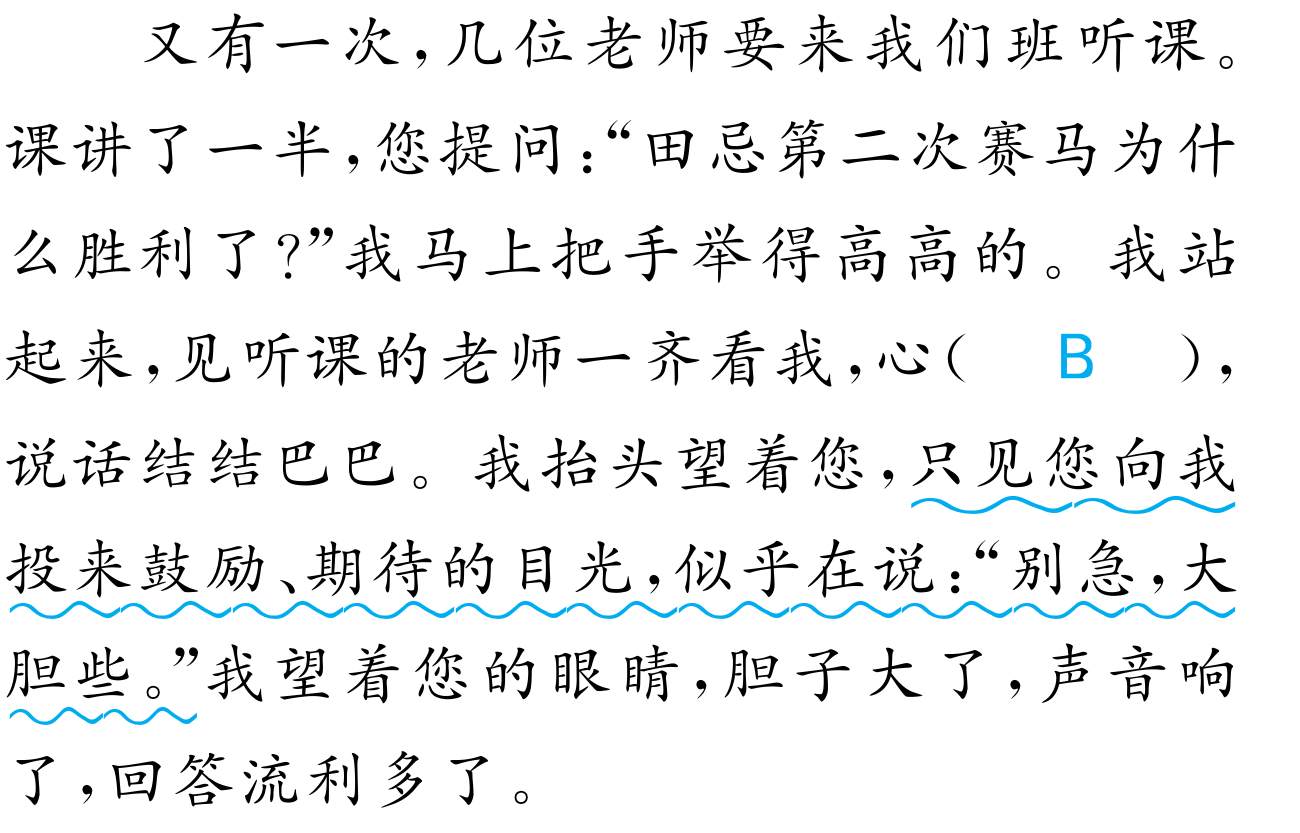 又有一次,几位老师要来我们班听课。
课讲了一半,您提问:“田忌第二次赛马为什
么胜利了?”我马上把手举得高高的。我站
起来,见听课的老师一齐看我,心( B ),
说话结结巴巴。我抬头望着您,只见您向我
投来鼓励、期待的目光,似乎在说:“别急,大
胆些。”我望着您的眼睛,胆子大了,声音响
了,回答流利多了。